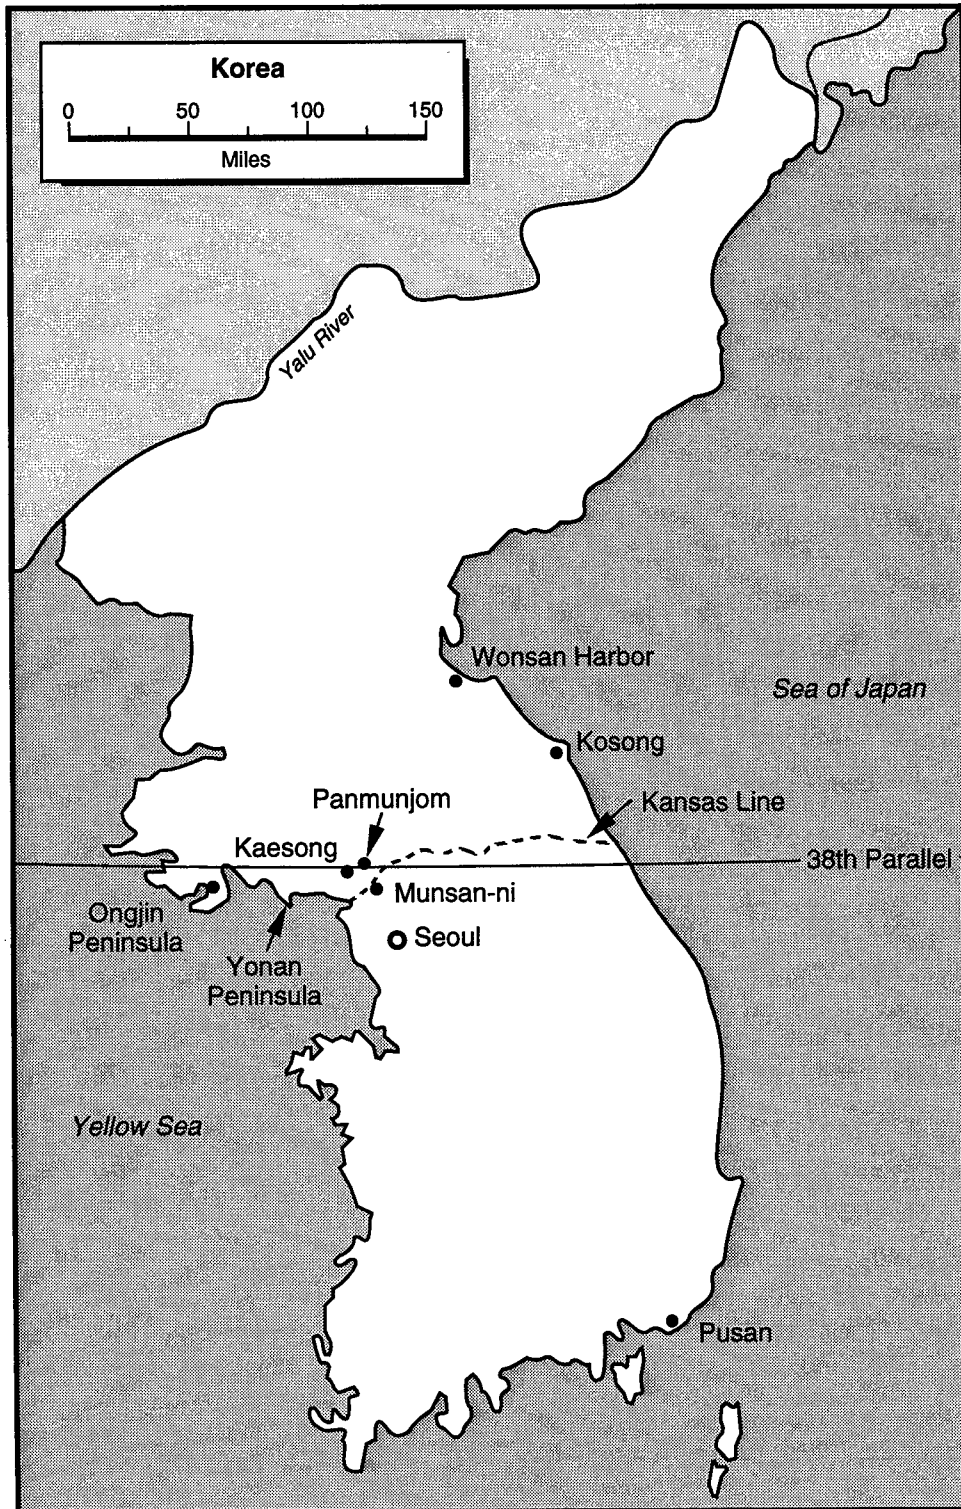 Korea
0 50 100 150
Miles
Yalu River
Wonsan Harbor
Sea of Japan
Kosong
Panmunjom
Kansas Line
Kaesong
38th Parallel
Munsan-ni
Ongjin
Peninsula
Seoul
Yonan
Peninsula
Yellow Sea
Pusan